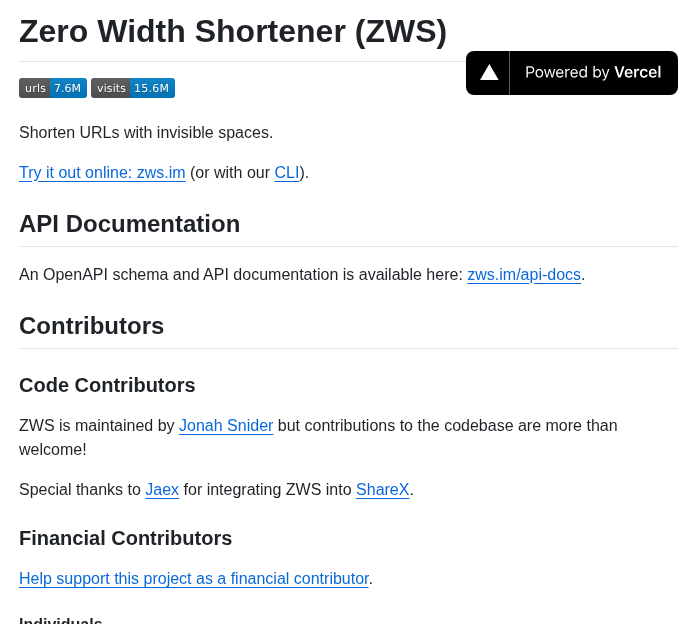 Zero Width Shortener (ZWS)
Powered by Vercel
urls 7.6M visits 15.6M
Shorten URLs with invisible spaces.
Try it out online: zws.im (or with our CLI).
API Documentation
An OpenAPI schema and API documentation is available here: zws.im/api-docs.
Contributors
Code Contributors
ZWS is maintained by Jonah Snider but contributions to the codebase are more than
welcome!
Special thanks to Jaex for integrating ZWS into ShareX.
Financial Contributors
Help support this project as a financial contributor.
Individuals